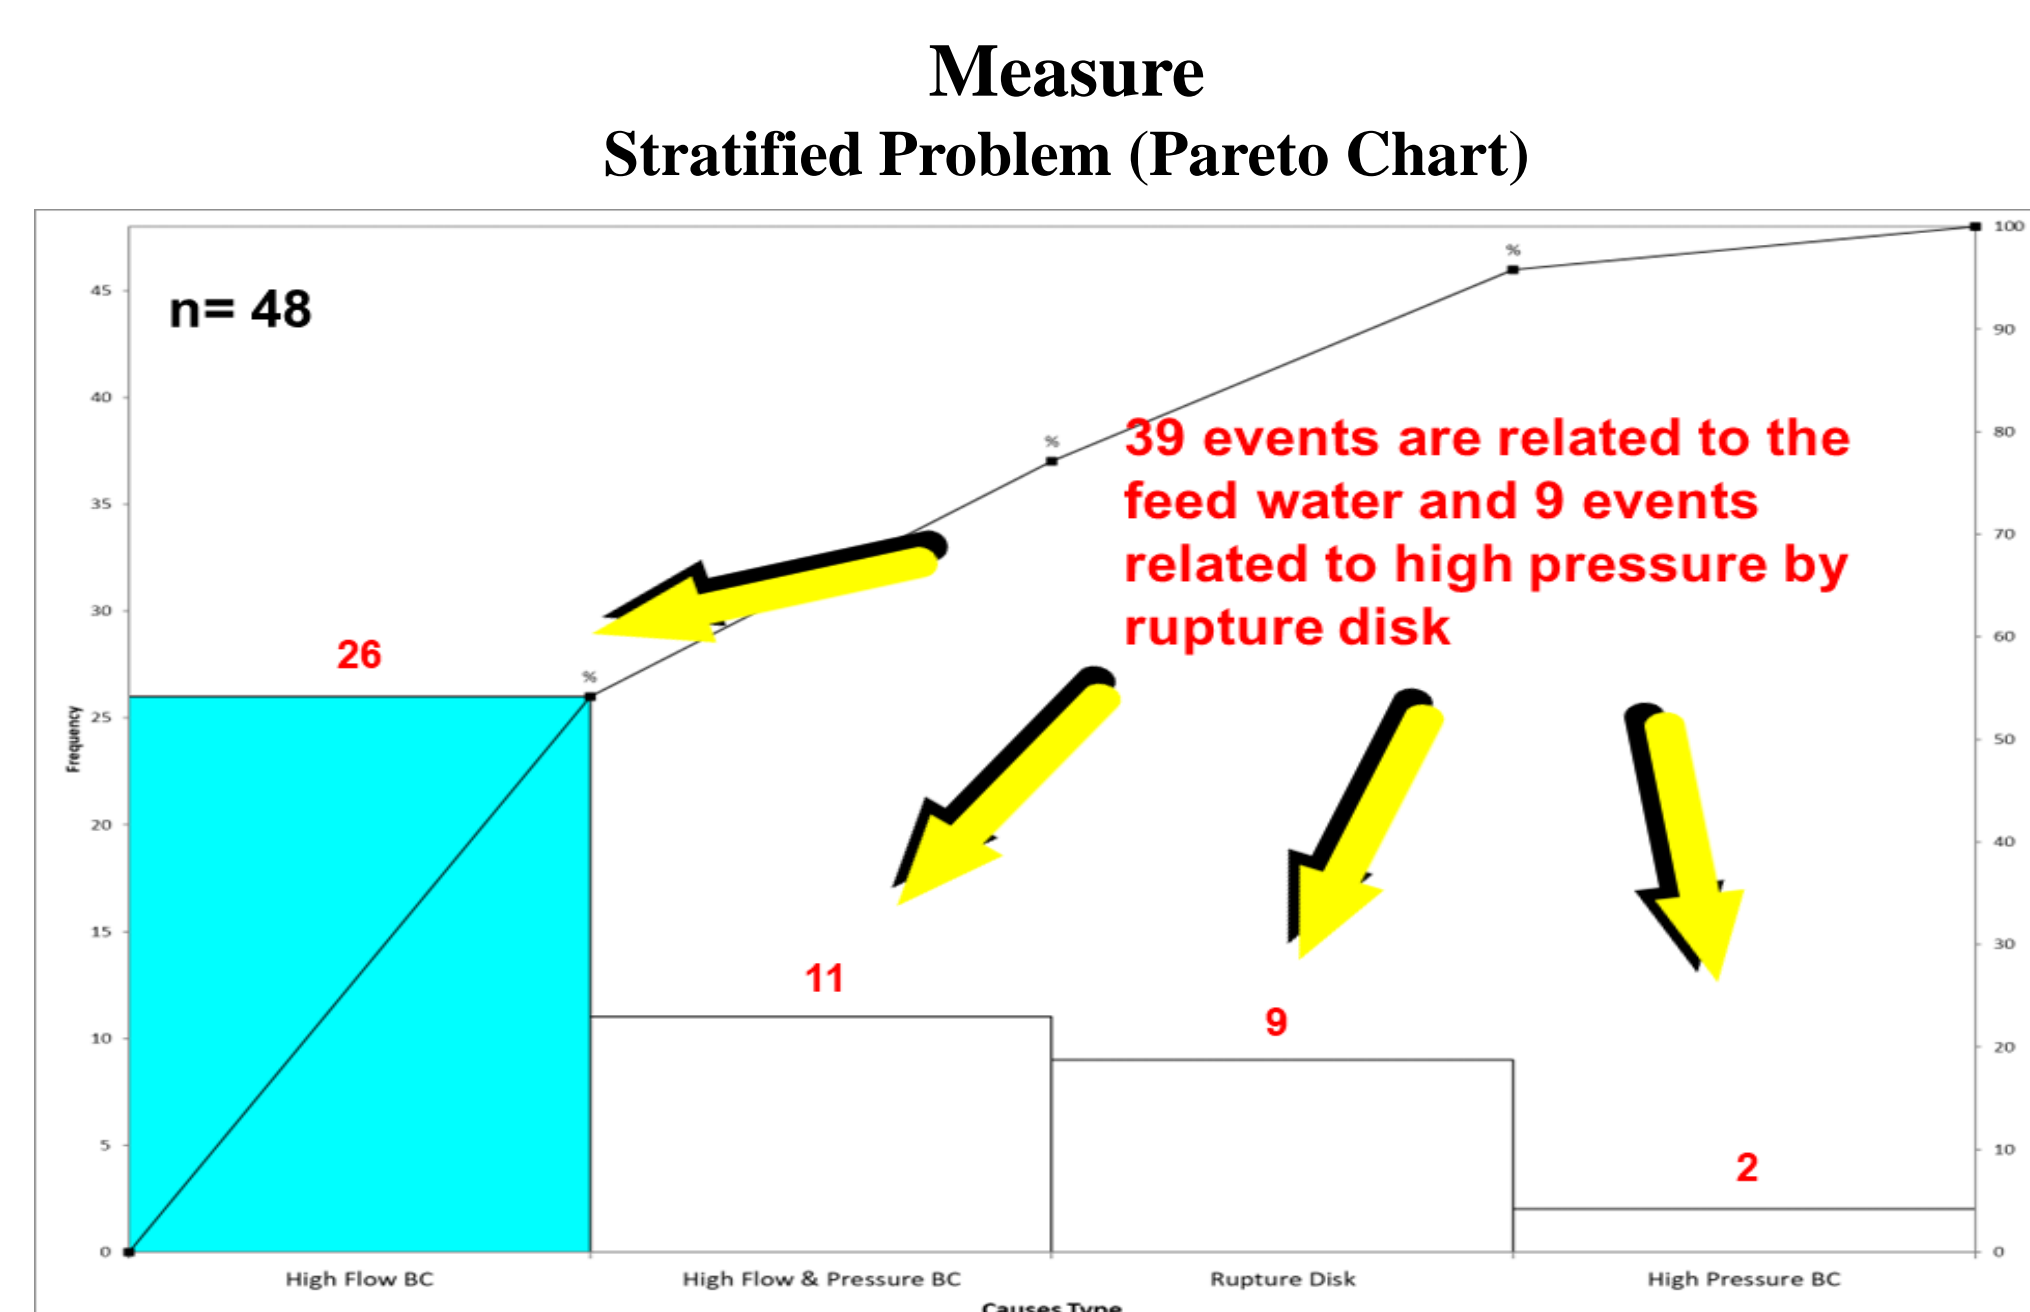 Measure
Stratified Problem (Pareto Chart)
n= 48
39 events are related to the
feed water and 9 events
related to high pressure by
rupture disk
26
11
9
2
%
%
%
Frequency
45
40
35
30
25
20
15
10
5
0
100
90
80
70
60
50
40
30
20
10
0
High Flow BC
High Flow & Pressure BC
Rupture Disk
High Pressure BC
Causes Type